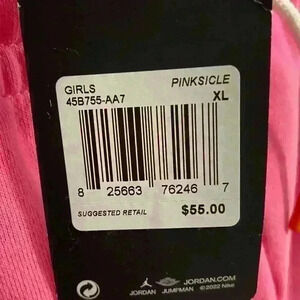 GIRLS PINKSICLE
45B755-AA7 XL
8 25663 76246 7
SUGGESTED RETAIL $55.00
JORDAN.COM
JORDAN JUMPMAN ©2022 Nike